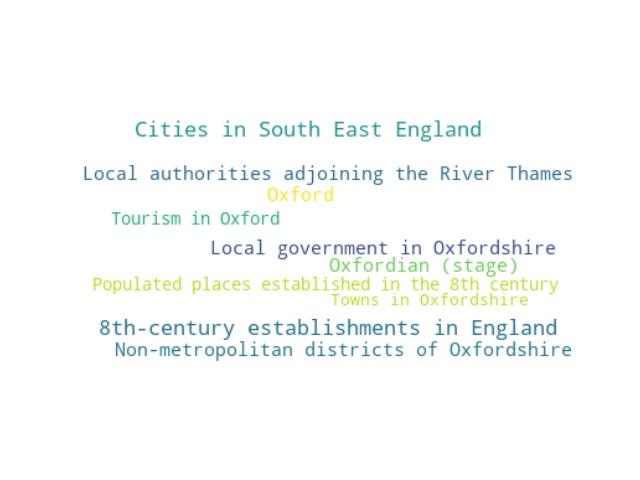 Cities in South East England
Local authorities adjoining the River Thames
Oxford
Tourism in Oxford
Local government in Oxfordshire
Oxfordian (stage)
Populated places established in the 8th century
Towns in Oxfordshire
8th-century establishments in England
Non-metropolitan districts of Oxfordshire